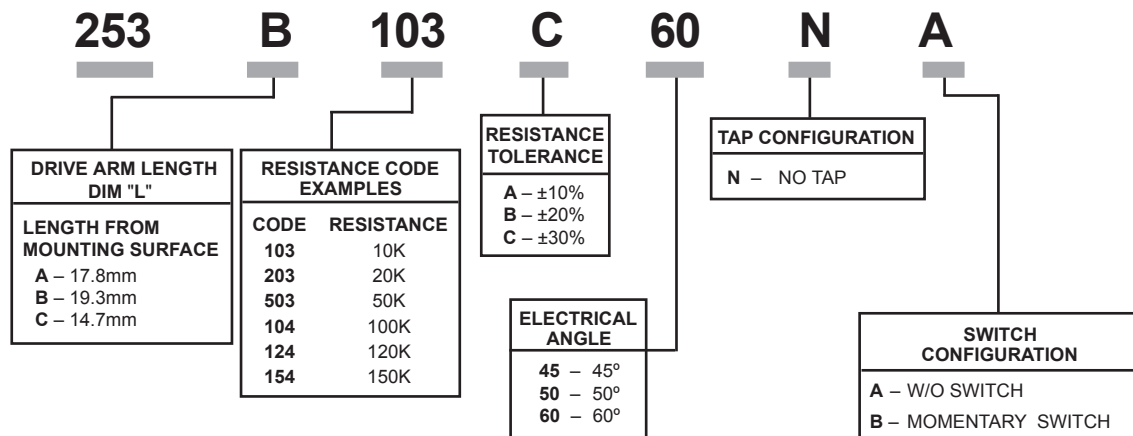 253 B 103 C 60 N A
DRIVE ARM LENGTH
DIM "L"
LENGTH FROM
MOUNTING SURFACE
A – 17.8mm
B – 19.3mm
C – 14.7mm
RESISTANCE CODE
EXAMPLES
CODE RESISTANCE
103 10K
203 20K
503 50K
104 100K
124 120K
154 150K
RESISTANCE
TOLERANCE
A – ±10%
B – ±20%
C – ±30%
ELECTRICAL
ANGLE
45 – 45º
50 – 50º
60 – 60º
TAP CONFIGURATION
N – NO TAP
SWITCH
CONFIGURATION
A – W/O SWITCH
B – MOMENTARY SWITCH